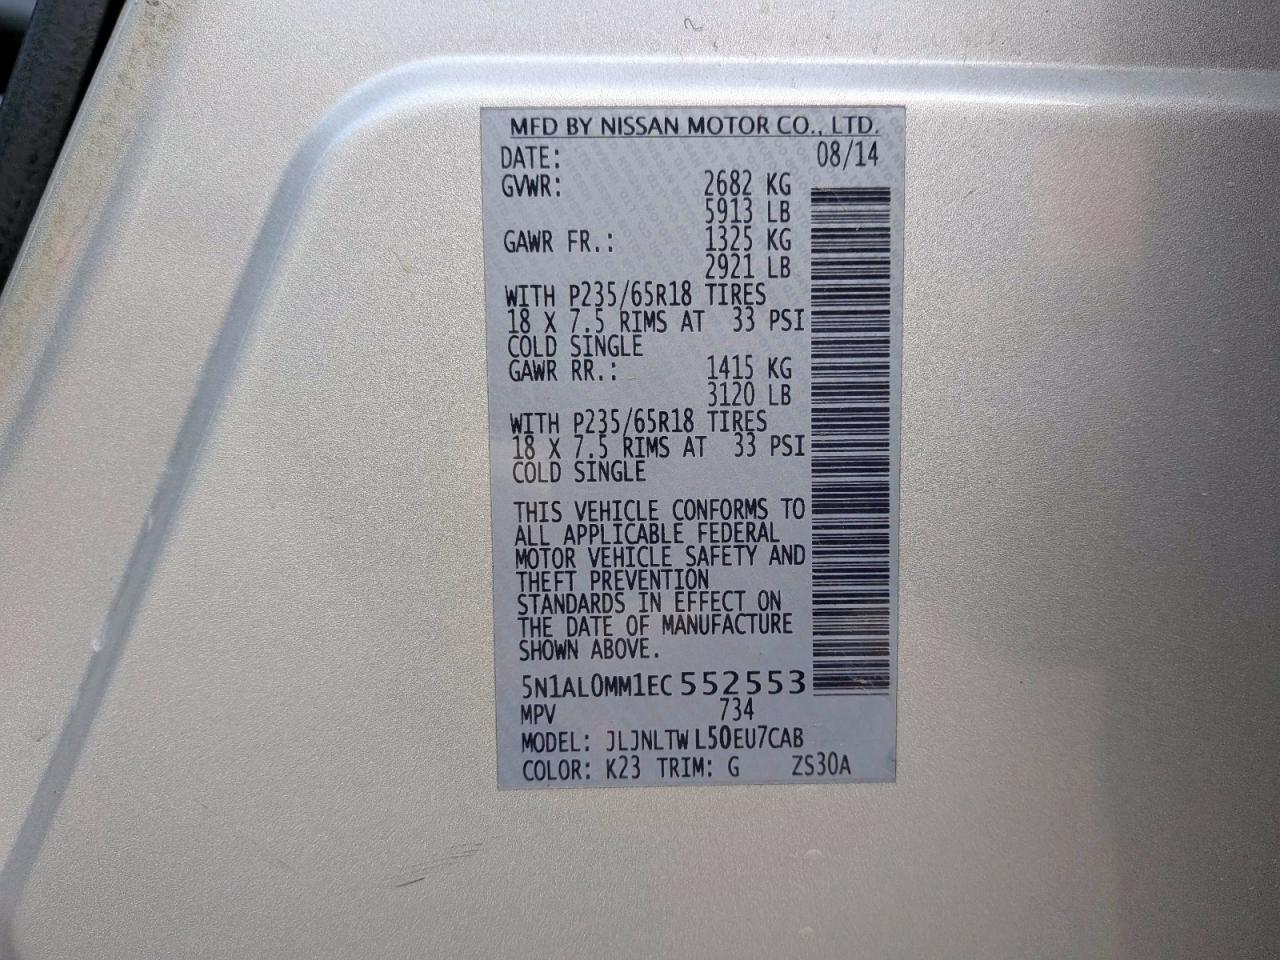 MFD BY NISSAN MOTOR CO., LTD.
DATE: 08/14
GVWR: 2682 KG
5913 LB
GAWR FR.: 1325 KG
2921 LB
WITH P235/65R18 TIRES
18 X 7.5 RIMS AT 33 PSI
COLD SINGLE
GAWR RR.: 1415 KG
3120 LB
WITH P235/65R18 TIRES
18 X 7.5 RIMS AT 33 PSI
COLD SINGLE
THIS VEHICLE CONFORMS TO
ALL APPLICABLE FEDERAL
MOTOR VEHICLE SAFETY AND
THEFT PREVENTION
STANDARDS IN EFFECT ON
THE DATE OF MANUFACTURE
SHOWN ABOVE.
5N1AL0MM1EC552553
MPV 734
MODEL: JLJNLTWL50EU7CAB
COLOR: K23 TRIM: G ZS30A